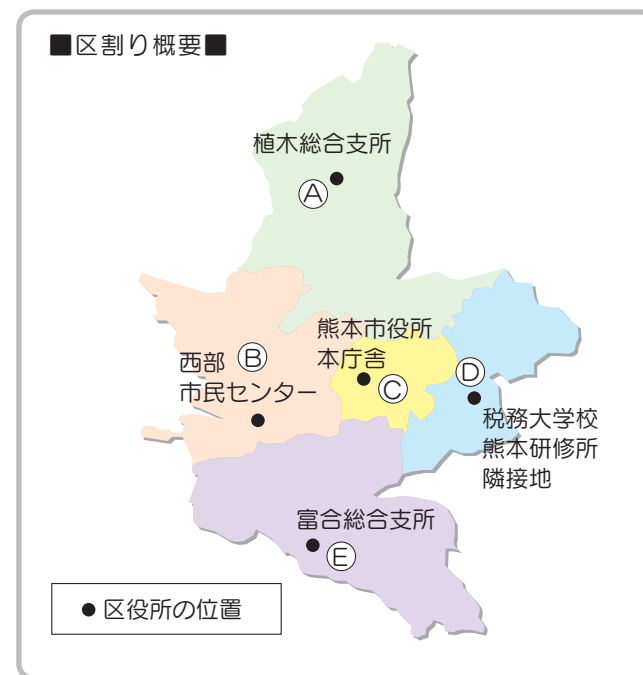 ■区割り概要■
植木総合支所
Ⓐ
熊本市役所
本庁舎
Ⓑ
西部
市民センター
Ⓒ
Ⓓ
税務大学校
熊本研修所
隣接地
富合総合支所
Ⓔ
●区役所の位置